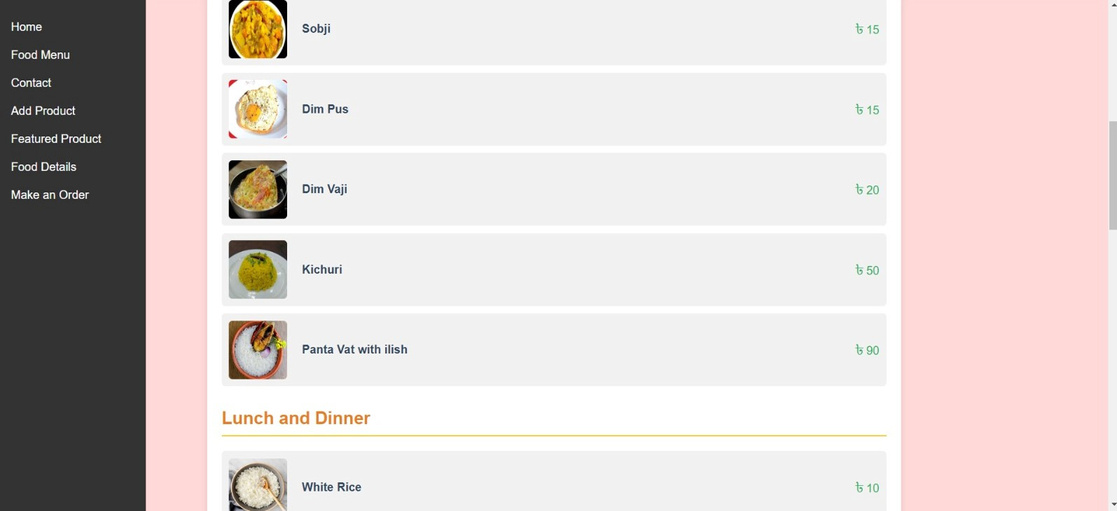 Home
Food Menu
Contact
Add Product
Featured Product
Food Details
Make an Order
Sobji
৳ 15
Dim Pus
৳ 15
Dim Vaji
৳ 20
Kichuri
৳ 50
Panta Vat with ilish
৳ 90
Lunch and Dinner
White Rice
৳ 10